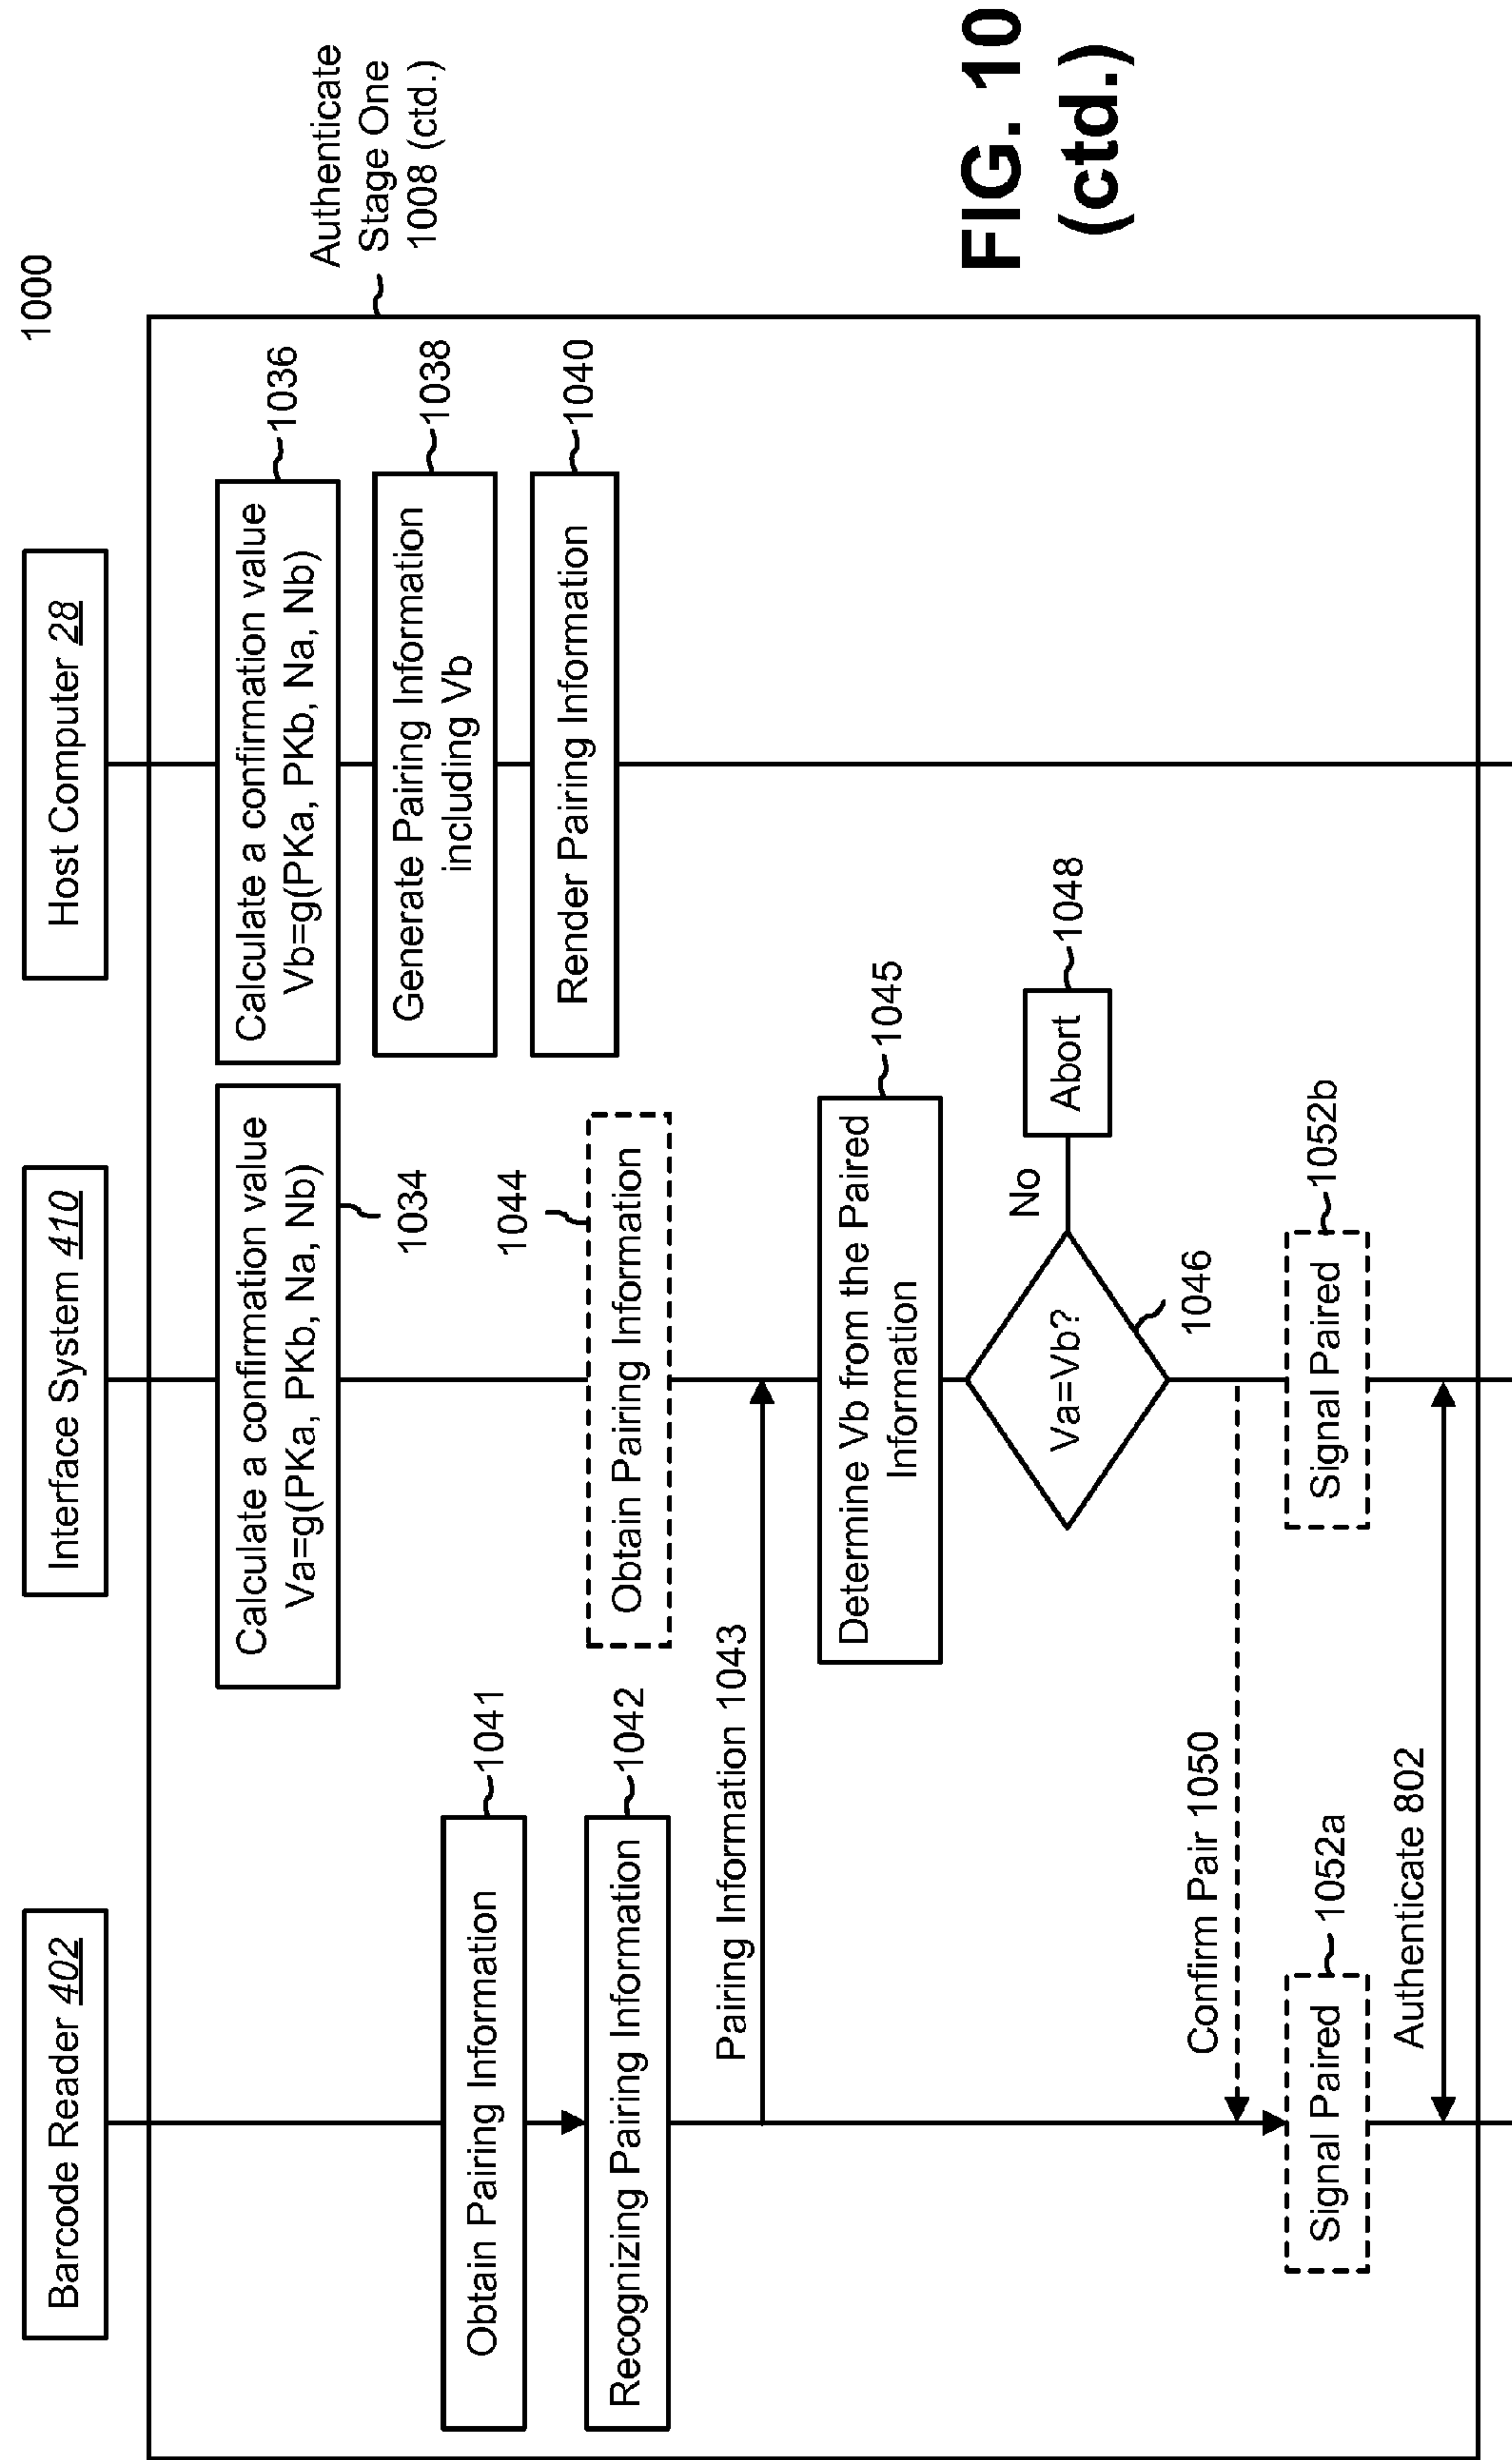 1000
Barcode Reader 402
Interface System 410
Host Computer 28
Authenticate
Stage One
1008 (ctd.)
Calculate a confirmation value
Va=g(PKa, PKb, Na, Nb)
1034
Calculate a confirmation value
Vb=g(PKa, PKb, Na, Nb)
1036
Generate Pairing Information
including Vb
1038
Render Pairing Information
1040
Obtain Pairing Information
1041
Recognizing Pairing Information
1042
Obtain Pairing Information
1044
Pairing Information 1043
Determine Vb from the Paired
Information
1045
Va=Vb?
1046
No
Abort
1048
Confirm Pair 1050
Signal Paired
1052a
Signal Paired
1052b
Authenticate 802
FIG. 10
(ctd.)